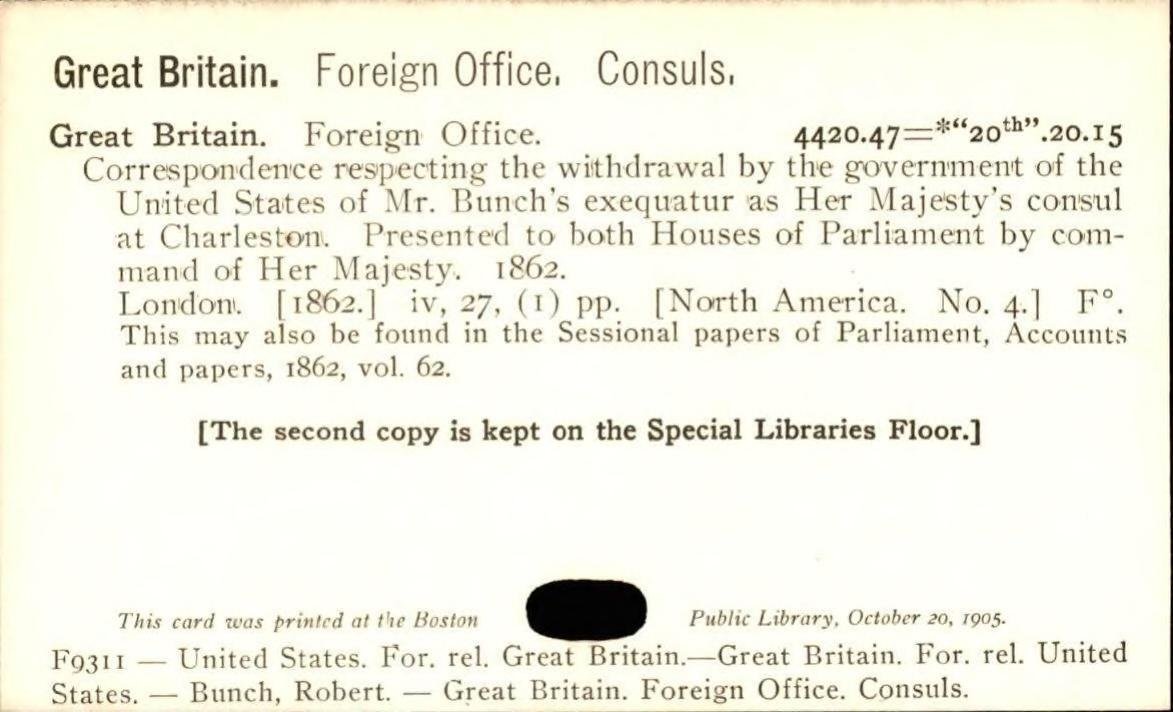 Great Britain. Foreign Office. Consuls.
Great Britain. Foreign Office. 4420.47=*“20th”.20.15
Correspondence respecting the withdrawal by the government of the
United States of Mr. Bunch's exequatur as Her Majesty's consul
at Charleston. Presented to both Houses of Parliament by com-
mand of Her Majesty. 1862.
London. [1862.] iv, 27, (1) pp. [North America. No. 4.] F°.
This may also be found in the Sessional papers of Parliament, Accounts
and papers, 1862, vol. 62.
[The second copy is kept on the Special Libraries Floor.]
This card was printed at the Boston Public Library, October 20, 1905.
F9311 — United States. For. rel. Great Britain.—Great Britain. For. rel. United
States. — Bunch, Robert. — Great Britain. Foreign Office. Consuls.